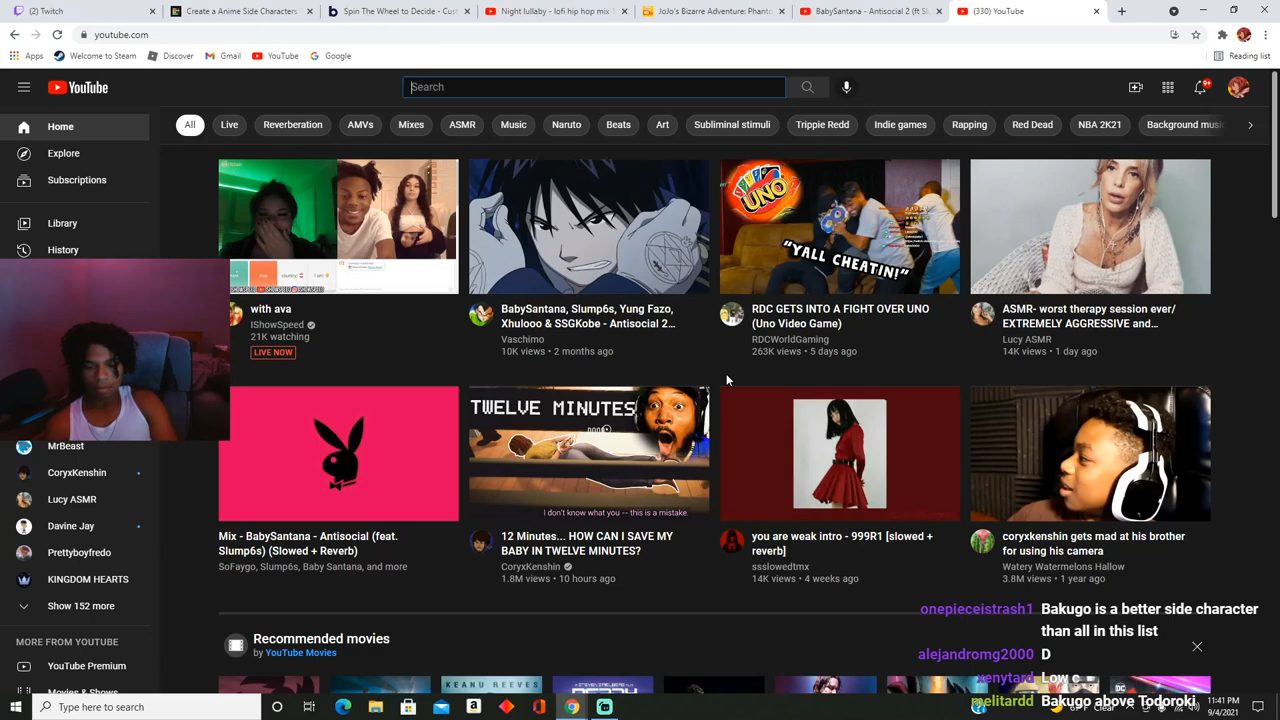 (2) Twitch
Create a Anime Side Characters
Spin The Wheel to Decide - Cus
Night lullaby - lofi hip hop mix
JoJo's Bizarre Adventure: Phant
BabySantana - Antisocial 2 (ft Sl
(330) YouTube
youtube.com
Apps
Welcome to Steam
Discover
Gmail
YouTube
Google
Reading list
YouTube
Search
9+
All
Live
Reverberation
AMVs
Mixes
ASMR
Music
Naruto
Beats
Art
Subliminal stimuli
Trippie Redd
Indie games
Rapping
Red Dead
NBA 2K21
Background music
Home
Explore
Subscriptions
Library
History
MrBeast
CoryxKenshin
Lucy ASMR
Davine Jay
Prettyboyfredo
KINGDOM HEARTS
Show 152 more
MORE FROM YOUTUBE
YouTube Premium
Movies & Shows
with ava
IShowSpeed
21K watching
LIVE NOW
BabySantana, Slump6s, Yung Fazo,
Xhulooo & SSGKobe - Antisocial 2...
Vaschimo
10K views • 2 months ago
UNO
"YALL CHEATIN!"
RDC GETS INTO A FIGHT OVER UNO
(Uno Video Game)
RDCWorldGaming
263K views • 5 days ago
ASMR- worst therapy session ever/
EXTREMELY AGGRESSIVE and...
Lucy ASMR
14K views • 1 day ago
Mix - BabySantana - Antisocial (feat.
Slump6s) (Slowed + Reverb)
SoFaygo, Slump6s, Baby Santana, and more
TWELVE MINUTES
I don't know what you -- this is a mistake.
12 Minutes... HOW CAN I SAVE MY
BABY IN TWELVE MINUTES?
CoryxKenshin
1.8M views • 10 hours ago
you are weak intro - 999R1 [slowed +
reverb]
ssslowedtmx
14K views • 4 weeks ago
coryxkenshin gets mad at his brother
for using his camera
Watery Watermelons Hallow
3.8M views • 1 year ago
Recommended movies
by YouTube Movies
KEANU REEVES
onepieceistrash1 Bakugo is a better side character
than all in this list
alejandromg2000 D
xenytard Low c
melitardd Bakugo above Todoroki
Type here to search
11:41 PM
9/4/2021